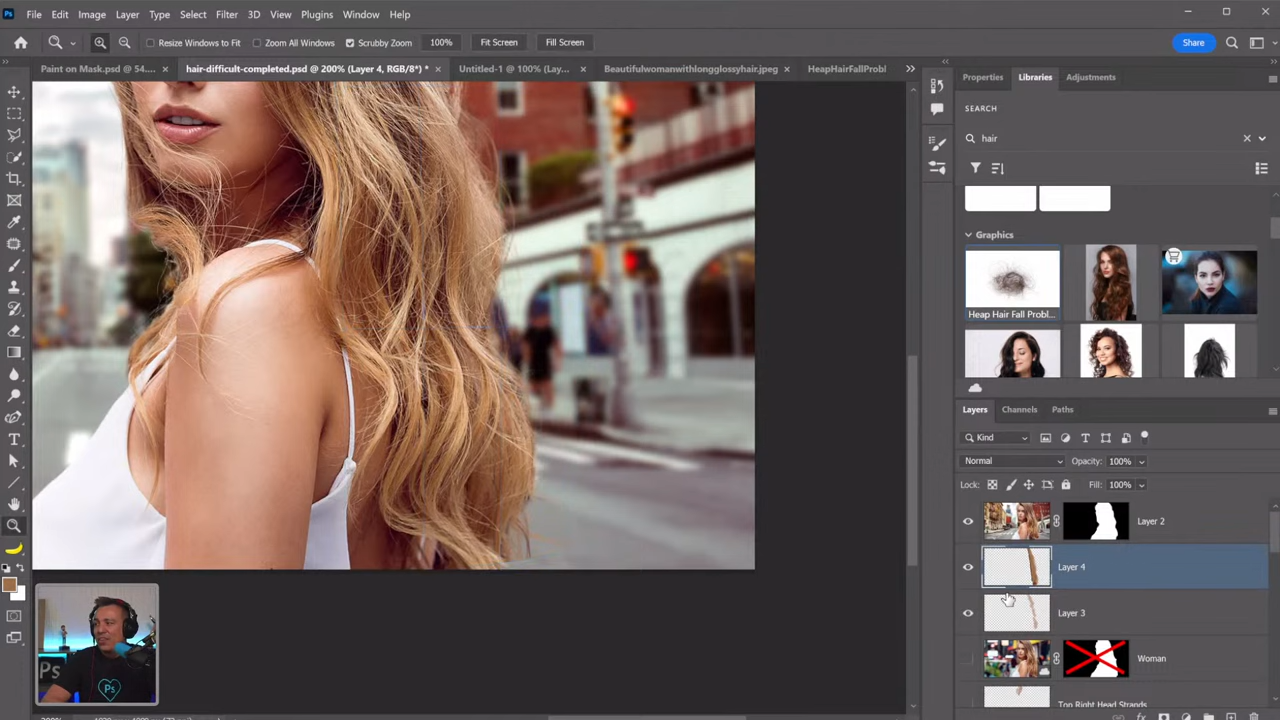 Ps File Edit Image Layer Type Select Filter 3D View Plugins Window Help
Resize Windows to Fit Zoom All Windows Scrubby Zoom 100% Fit Screen Fill Screen Share
Paint on Mask.psd @ 54.... × hair-difficult-completed.psd @ 200% (Layer 4, RGB/8*) * × Untitled-1 @ 100% (Lay... × Beautifulwomanwithlongglossyhair.jpeg × HeapHairFallProbl
Properties Libraries Adjustments
SEARCH
hair
Graphics
Heap Hair Fall Probl...
Layers Channels Paths
Kind
Normal Opacity: 100%
Lock: Fill: 100%
Layer 2
Layer 4
Layer 3
Woman
Top Right Head Strands
Ps
Ps